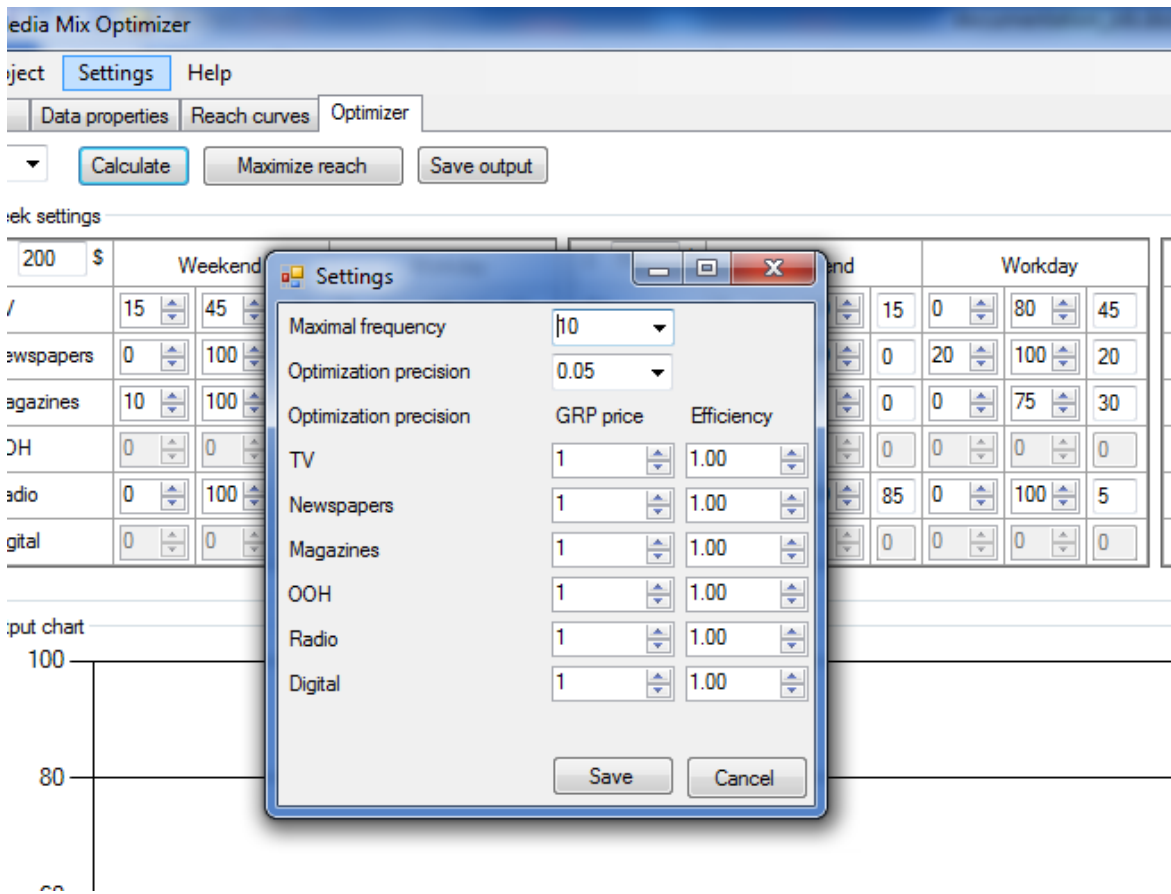 edia Mix Optimizer
ject Settings Help
Data properties Reach curves Optimizer
Calculate Maximize reach Save output
ek settings
200 $ Weekend end Workday
V 15 45 15 0 80 45
ewspapers 0 100 0 20 100 20
agazines 10 100 0 0 75 30
OH 0 0 0 0 0 0
adio 0 100 85 0 100 5
gital 0 0 0 0 0 0
Settings
Maximal frequency 10
Optimization precision 0.05
Optimization precision GRP price Efficiency
TV 1 1.00
Newspapers 1 1.00
Magazines 1 1.00
OOH 1 1.00
Radio 1 1.00
Digital 1 1.00
Save Cancel
tput chart
100
80